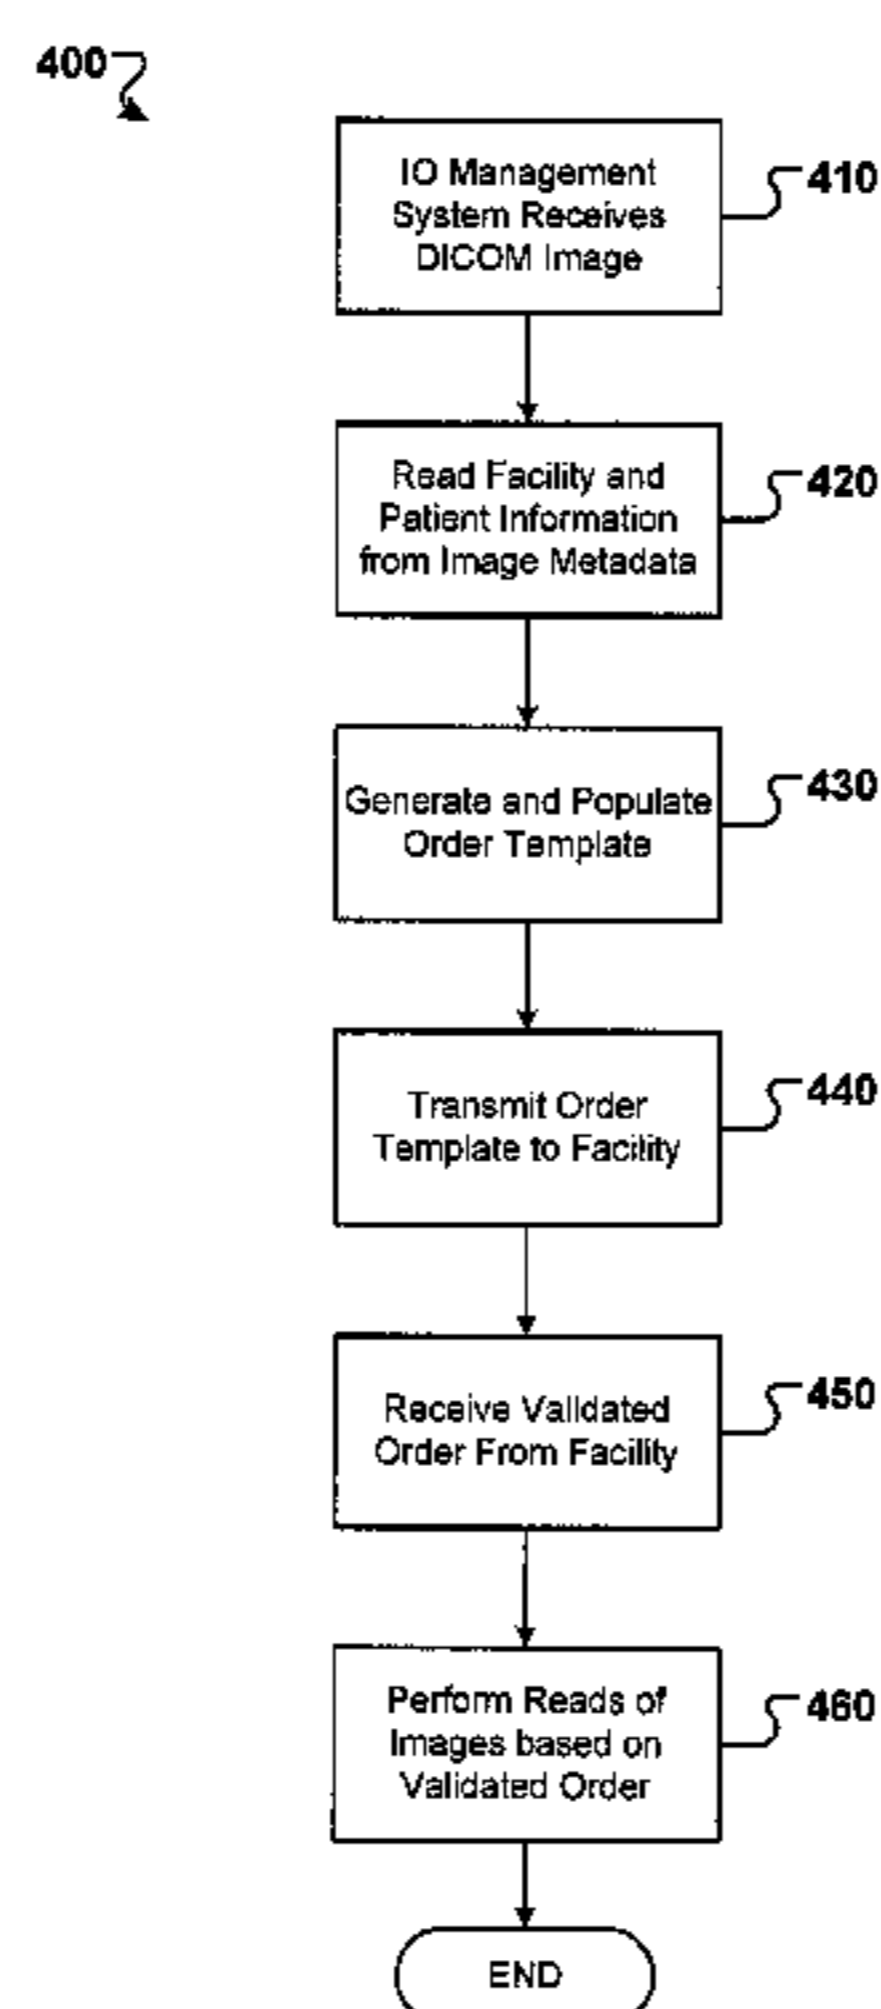 400
IO Management
System Receives
DICOM Image
410
Read Facility and
Patient Information
from Image Metadata
420
Generate and Populate
Order Template
430
Transmit Order
Template to Facility
440
Receive Validated
Order From Facility
450
Perform Reads of
Images based on
Validated Order
460
END